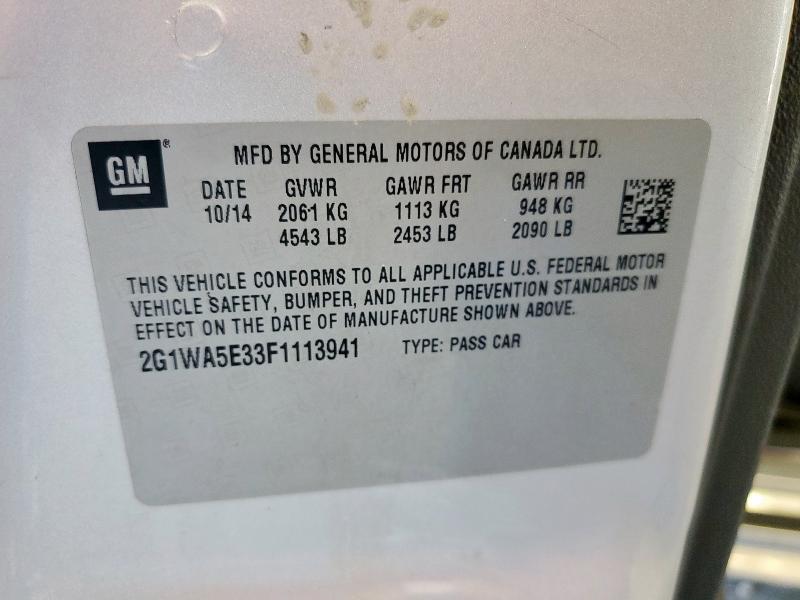 GM®
MFD BY GENERAL MOTORS OF CANADA LTD.
DATE GVWR GAWR FRT GAWR RR
10/14 2061 KG 1113 KG 948 KG
4543 LB 2453 LB 2090 LB
THIS VEHICLE CONFORMS TO ALL APPLICABLE U.S. FEDERAL MOTOR
VEHICLE SAFETY, BUMPER, AND THEFT PREVENTION STANDARDS IN
EFFECT ON THE DATE OF MANUFACTURE SHOWN ABOVE.
2G1WA5E33F1113941 TYPE: PASS CAR